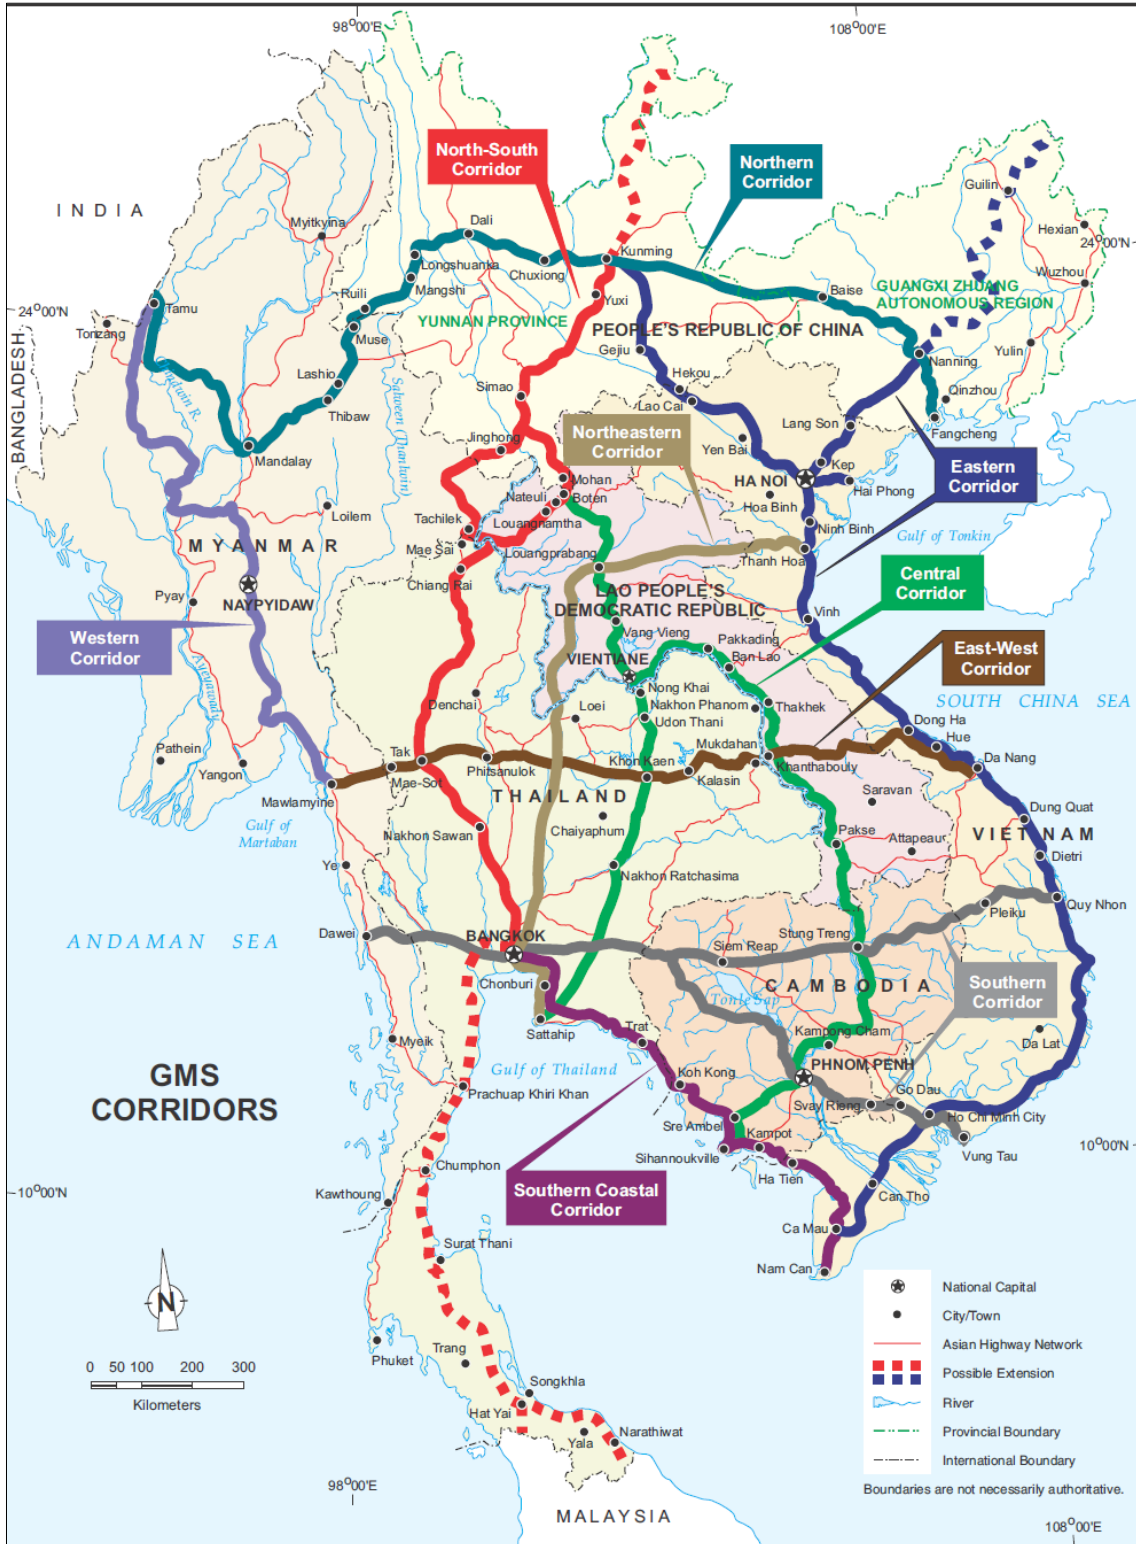 98°00'E
108°00'E
North-South
Corridor
Northern
Corridor
INDIA
Guilin
Hexian
24°00'N
Myitkyina
Dali
Kunming
Longshuanka
Chuxiong
Wuzhou
Mangshi
Ruili
Yuxi
Baise
GUANGXI ZHUANG
AUTONOMOUS REGION
24°00'N
Tamu
Tonzang
YUNNAN PROVINCE
PEOPLE'S REPUBLIC OF CHINA
Muse
Gejiu
Nanning
Yulin
BANGLADESH
Chindwin R.
Salween (Thanlwin)
Lashio
Simao
Hekou
Qinzhou
Thibaw
Lao Cai
Lang Son
Fangcheng
Jinghong
Northeastern
Corridor
Yen Bai
Mandalay
Kep
Eastern
Corridor
Mohan
HA NOI
Hai Phong
Nateuli
Boten
Hoa Binh
Loilem
Louangnamtha
Tachilek
Ninh Binh
Gulf of Tonkin
MYANMAR
Mae Sai
Louangprabang
Thanh Hoa
Chiang Rai
Central
Corridor
LAO PEOPLE'S
DEMOCRATIC REPUBLIC
Pyay
NAYPYIDAW
Vinh
Western
Corridor
Vang Vieng
Pakkading
Ban Lao
East-West
Corridor
VIENTIANE
Ayeyawady
Nong Khai
Nakhon Phanom
Thakhek
SOUTH CHINA SEA
Denchai
Loei
Udon Thani
Dong Ha
Hue
Pathein
Yangon
Tak
Mukdahan
Phitsanulok
Khon Kaen
Khanthabouly
Da Nang
Mae-Sot
Kalasin
Mawlamyine
THAILAND
Saravan
Dung Quat
Gulf of
Martaban
Chaiyaphum
Nakhon Sawan
Pakse
Attapeau
VIET NAM
Dietri
Ye
Nakhon Ratchasima
Quy Nhon
Pleiku
Dawei
ANDAMAN SEA
BANGKOK
Stung Treng
Siem Reap
Chonburi
CAMBODIA
Southern
Corridor
Tonle Sap
Sattahip
Trat
Kampong Cham
Da Lat
Myeik
GMS
CORRIDORS
Gulf of Thailand
Koh Kong
PHNOM PENH
Prachuap Khiri Khan
Go Dau
Svay Rieng
Ho Chi Minh City
Sre Ambel
Kampot
Sihannoukville
Vung Tau
10°00'N
Chumphon
Ha Tien
10°00'N
Kawthoung
Southern Coastal
Corridor
Can Tho
Ca Mau
Surat Thani
Nam Can
N
National Capital
City/Town
Asian Highway Network
Possible Extension
River
Provincial Boundary
International Boundary
Boundaries are not necessarily authoritative.
Phuket
Trang
0 50 100 200 300
Kilometers
Songkhla
Hat Yai
Yala
Narathiwat
98°00'E
MALAYSIA
108°00'E